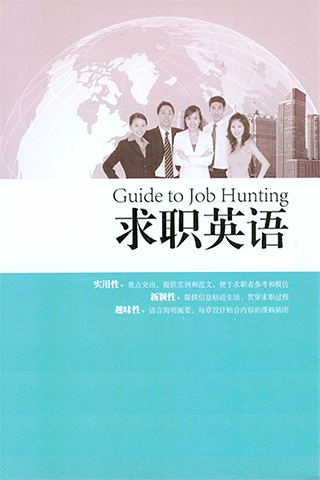 Guide to Job Hunting
求职英语
实用性。重点突出，提供实例和范文，便于求职者参考和模仿
新颖性。提供信息贴近生活，贯穿求职过程
趣味性。语言简明扼要，每章设计贴合内容的漫画插图